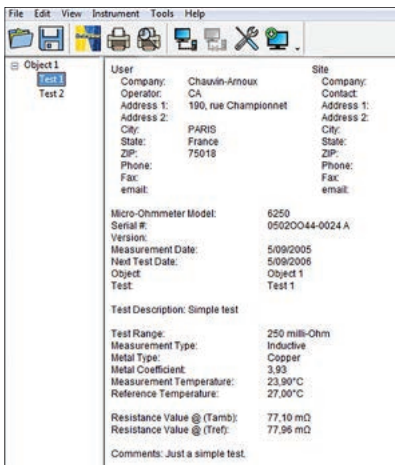 File Edit View Instrument Tools Help
Object 1
Test 1
Test 2
User Site
Company: Chauvin-Arnoux Company:
Operator: CA Contact:
Address 1: 190, rue Championnet Address 1:
Address 2: Address 2:
City: PARIS City:
State: France State:
ZIP: 75018 ZIP:
Phone: Phone:
Fax: Fax:
email: email:
Micro-Ohmmeter Model: 6250
Serial #: 0502OO44-0024 A
Version:
Measurement Date: 5/09/2005
Next Test Date: 5/09/2006
Object: Object 1
Test: Test 1
Test Description: Simple test
Test Range: 250 milli-Ohm
Measurement Type: Inductive
Metal Type: Copper
Metal Coefficient: 3,93
Measurement Temperature: 23,90°C
Reference Temperature: 27,00°C
Resistance Value @ (Tamb): 77,10 mΩ
Resistance Value @ (Tref): 77,96 mΩ
Comments: Just a simple test.